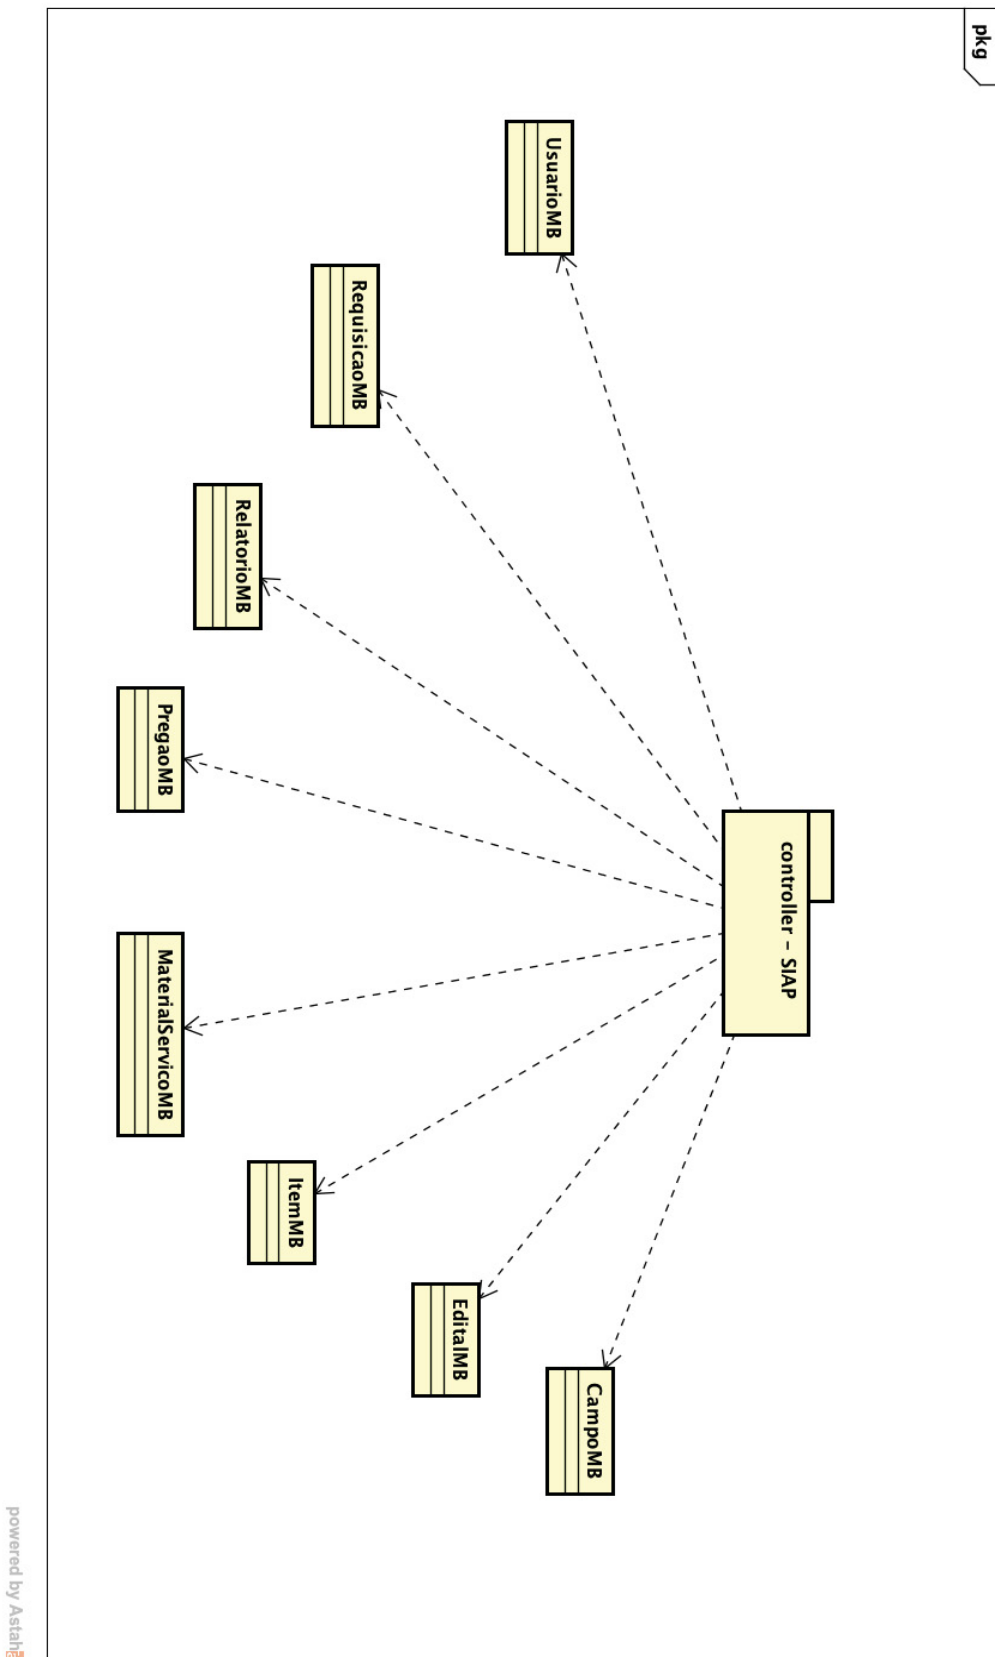 pkg
controller - SIAP
UsuarioMB
RequisicaoMB
RelatorioMB
PregaoMB
MaterialServicoMB
ItemMB
EditalMB
CampoMB
powered by Astah